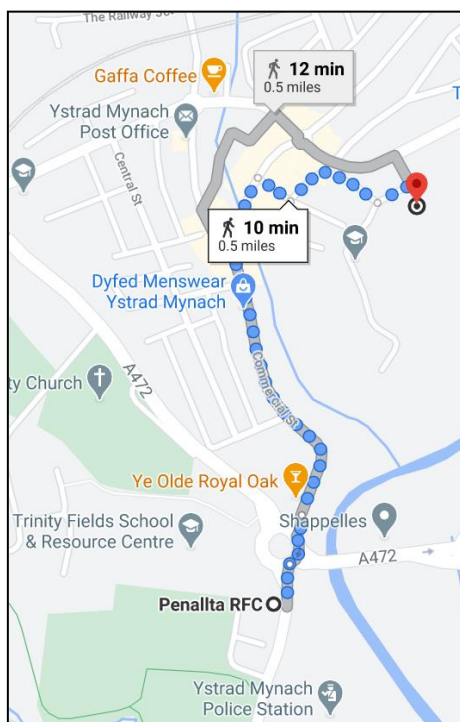 The Railway
12 min
0.5 miles
Gaffa Coffee
Ystrad Mynach
Post Office
Central St
10 min
0.5 miles
Dyfed Menswear
Ystrad Mynach
Commercial St
ty Church
A472
Ye Olde Royal Oak
Trinity Fields School
& Resource Centre
Shappelles
A472
Penallta RFC
Ystrad Mynach
Police Station